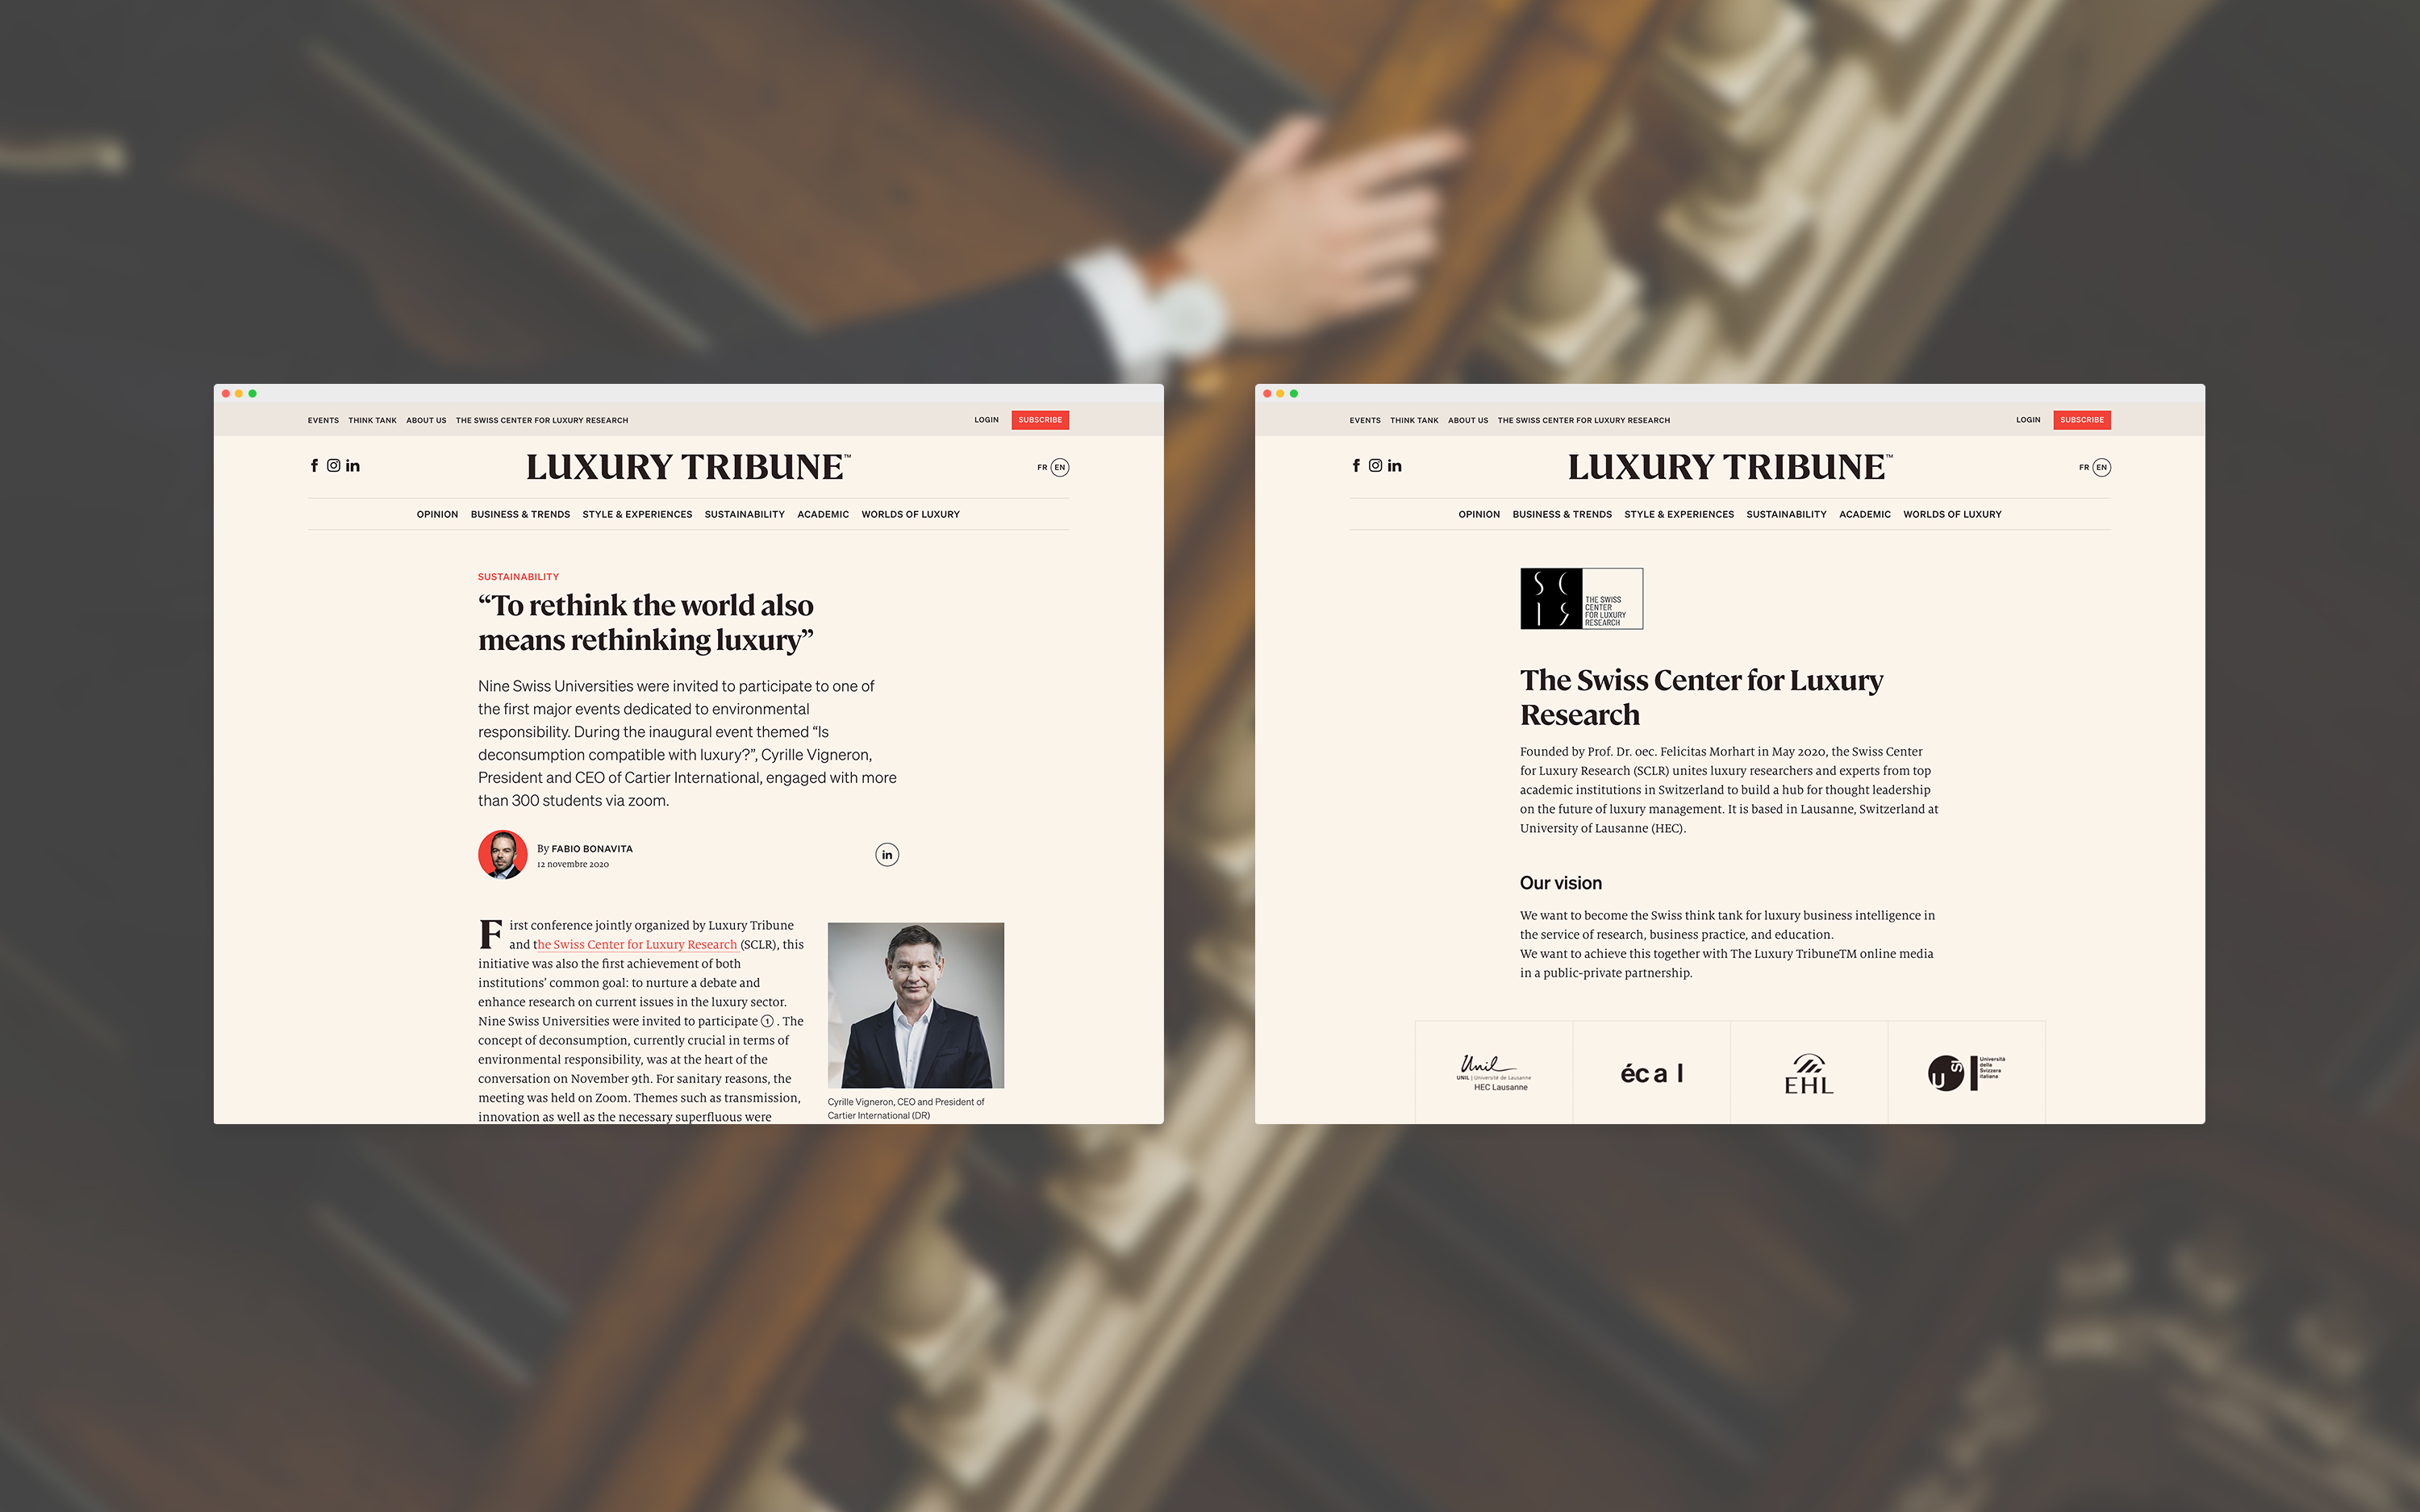 EVENTS THINK TANK ABOUT US THE SWISS CENTER FOR LUXURY RESEARCH LOGIN SUBSCRIBE
LUXURY TRIBUNE™ FR EN
OPINION BUSINESS & TRENDS STYLE & EXPERIENCES SUSTAINABILITY ACADEMIC WORLDS OF LUXURY
SUSTAINABILITY
“To rethink the world also
means rethinking luxury”
Nine Swiss Universities were invited to participate to one of
the first major events dedicated to environmental
responsibility. During the inaugural event themed “Is
deconsumption compatible with luxury?”, Cyrille Vigneron,
President and CEO of Cartier International, engaged with more
than 300 students via zoom.
By FABIO BONAVITA
12 novembre 2020
in
First conference jointly organized by Luxury Tribune
and the Swiss Center for Luxury Research (SCLR), this
initiative was also the first achievement of both
institutions’ common goal: to nurture a debate and
enhance research on current issues in the luxury sector.
Nine Swiss Universities were invited to participate 1 . The
concept of deconsumption, currently crucial in terms of
environmental responsibility, was at the heart of the
conversation on November 9th. For sanitary reasons, the
meeting was held on Zoom. Themes such as transmission,
innovation as well as the necessary superfluous were
Cyrille Vigneron, CEO and President of
Cartier International (DR)
EVENTS THINK TANK ABOUT US THE SWISS CENTER FOR LUXURY RESEARCH LOGIN SUBSCRIBE
LUXURY TRIBUNE™ FR EN
OPINION BUSINESS & TRENDS STYLE & EXPERIENCES SUSTAINABILITY ACADEMIC WORLDS OF LUXURY
THE SWISS
CENTER
FOR LUXURY
RESEARCH
The Swiss Center for Luxury
Research
Founded by Prof. Dr. oec. Felicitas Morhart in May 2020, the Swiss Center
for Luxury Research (SCLR) unites luxury researchers and experts from top
academic institutions in Switzerland to build a hub for thought leadership
on the future of luxury management. It is based in Lausanne, Switzerland at
University of Lausanne (HEC).
Our vision
We want to become the Swiss think tank for luxury business intelligence in
the service of research, business practice, and education.
We want to achieve this together with The Luxury TribuneTM online media
in a public-private partnership.
Unil
UNIL | Université de Lausanne
HEC Lausanne
écal
EHL
USI
Università
della
Svizzera
italiana